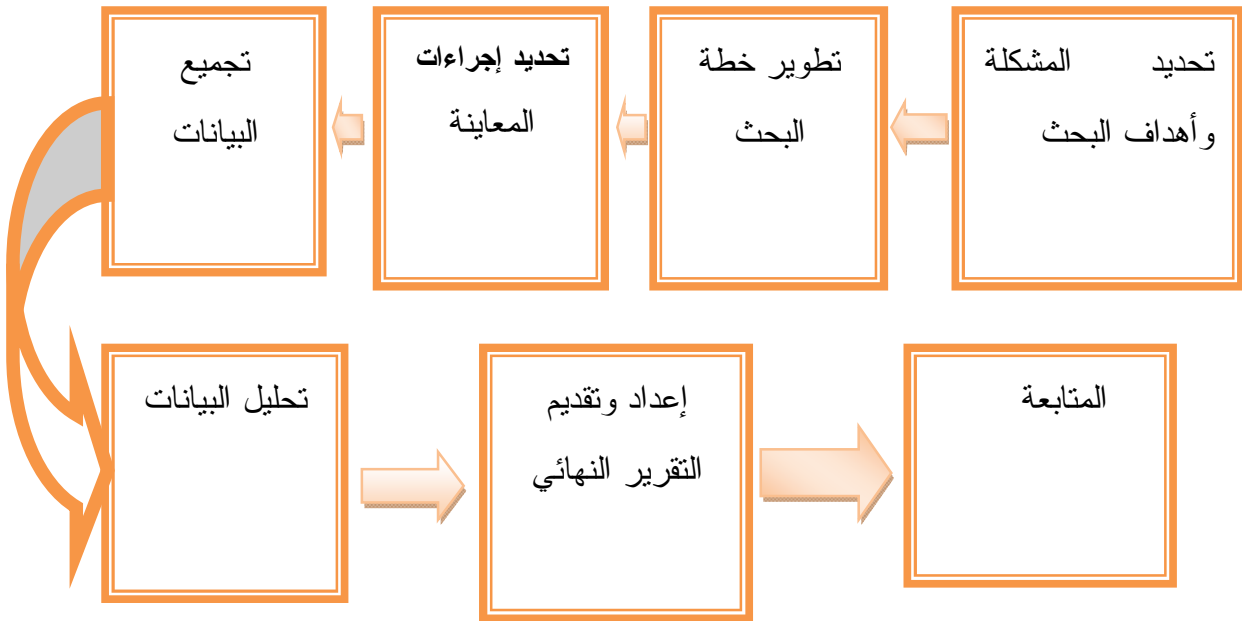 تحديد المشكلة
وأهداف البحث
تطوير خطة
البحث
تحديد إجراءات
المعاينة
تجميع
البيانات
تحليل البيانات
إعداد وتقديم
التقرير النهائي
المتابعة